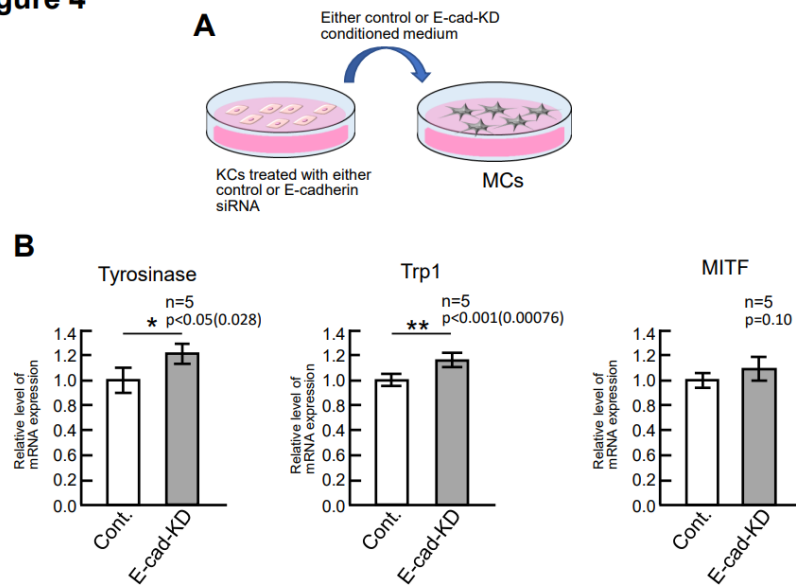 gure 4
A
Either control or E-cad-KD
conditioned medium
KCs treated with either
control or E-cadherin
siRNA
MCs
B
Tyrosinase
n=5
p<0.05(0.028)
*
Relative level of
mRNA expression
1.4
1.2
1.0
0.8
0.4
0.6
0.2
0.0
Cont.
E-cad-KD
Trp1
n=5
p<0.001(0.00076)
**
Relative level of
mRNA expression
1.4
1.2
1.0
0.8
0.4
0.6
0.2
0.0
Cont.
E-cad-KD
MITF
n=5
p=0.10
Relative level of
mRNA expression
1.4
1.2
1.0
0.8
0.4
0.6
0.2
0.0
Cont.
E-cad-KD